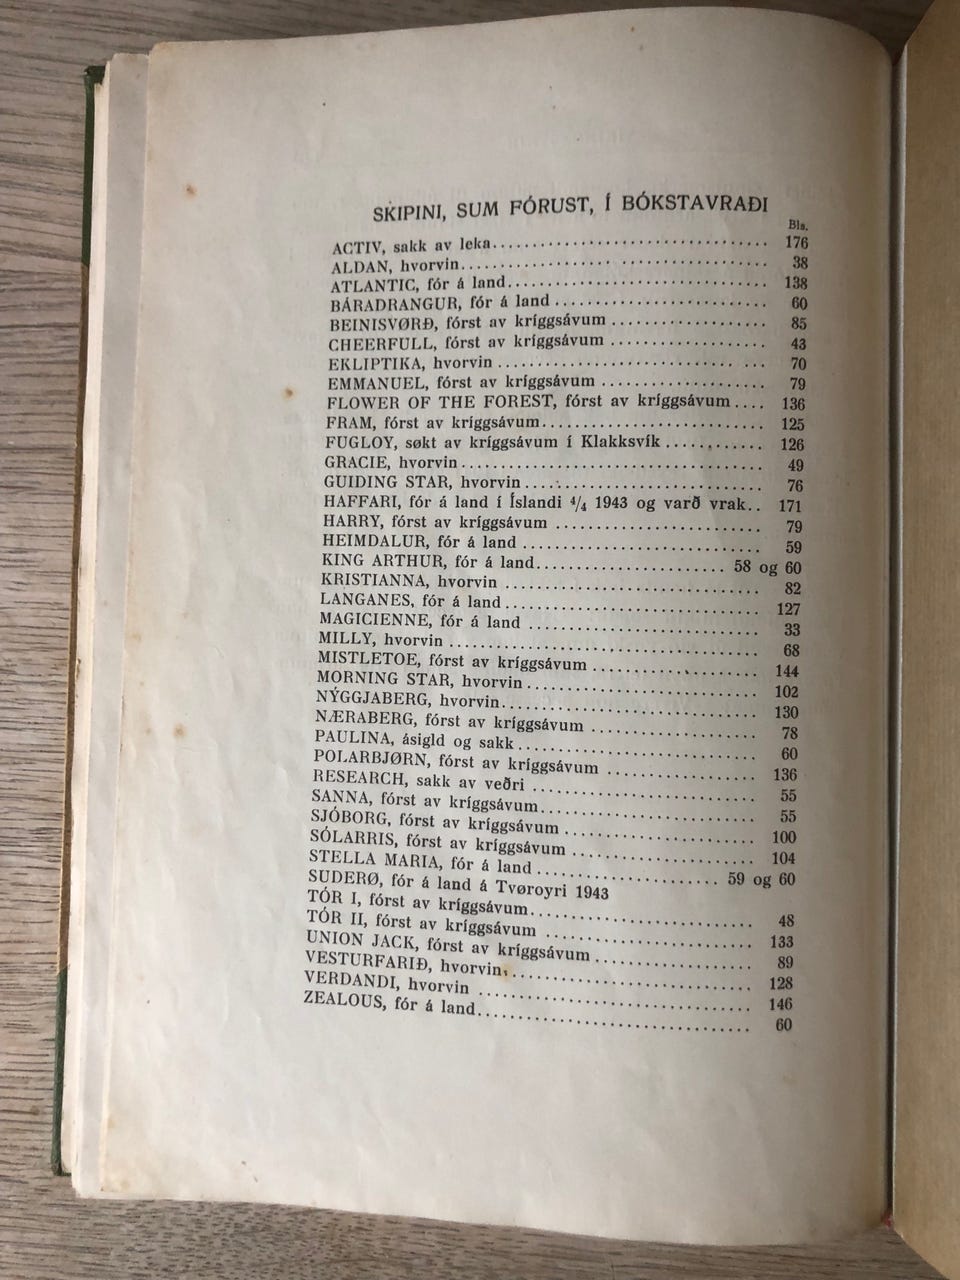 SKIPINI, SUM FÓRUST, Í BÓKSTAVRAÐI
Bls.
ACTIV, sakk av leka.................................. 176
ALDAN, hvorvin.................................. 38
ATLANTIC, fór á land.................................. 138
BÁRADRANGUR, fór á land .......................... 60
BEINISVØRÐ, fórst av kríggsávum .................... 85
CHEERFULL, fórst av kríggsávum .................... 43
EKLIPTIKA, hvorvin .................................. 70
EMMANUEL, fórst av kríggsávum ..................... 79
FLOWER OF THE FOREST, fórst av kríggsávum .... 136
FRAM, fórst av kríggsávum............................ 125
FUGLOY, søkt av kríggsávum í Klakksvík ............ 126
GRACIE, hvorvin...................................... 49
GUIDING STAR, hvorvin.............................. 76
HAFFARI, fór á land í Íslandi 4/4 1943 og varð vrak.. 171
HARRY, fórst av kríggsávum .......................... 79
HEIMDALUR, fór á land .............................. 59
KING ARTHUR, fór á land........................ 58 og 60
KRISTIANNA, hvorvin ................................ 82
LANGANES, fór á land................................ 127
MAGICIENNE, fór á land ............................. 33
MILLY, hvorvin ....................................... 68
MISTLETOE, fórst av kríggsávum ..................... 144
MORNING STAR, hvorvin............................. 102
NÝGGJABERG, hvorvin................................ 130
NÆRABERG, fórst av kríggsávum ..................... 78
PAULINA, ásigld og sakk.............................. 60
POLARBJØRN, fórst av kríggsávum ................... 136
RESEARCH, sakk av veðri ............................. 55
SANNA, fórst av kríggsávum........................... 55
SJÓBORG, fórst av kríggsávum ........................ 100
SÓLARRIS, fórst av kríggsávum ....................... 104
STELLA MARIA, fór á land ....................... 59 og 60
SUDERØ, fór á land á Tvøroyri 1943
TÓR I, fórst av kríggsávum............................ 48
TÓR II, fórst av kríggsávum .......................... 133
UNION JACK, fórst av kríggsávum .................... 89
VESTURFARIÐ, hvorvin.............................. 128
VERDANDI, hvorvin .................................. 146
ZEALOUS, fór á land.................................. 60